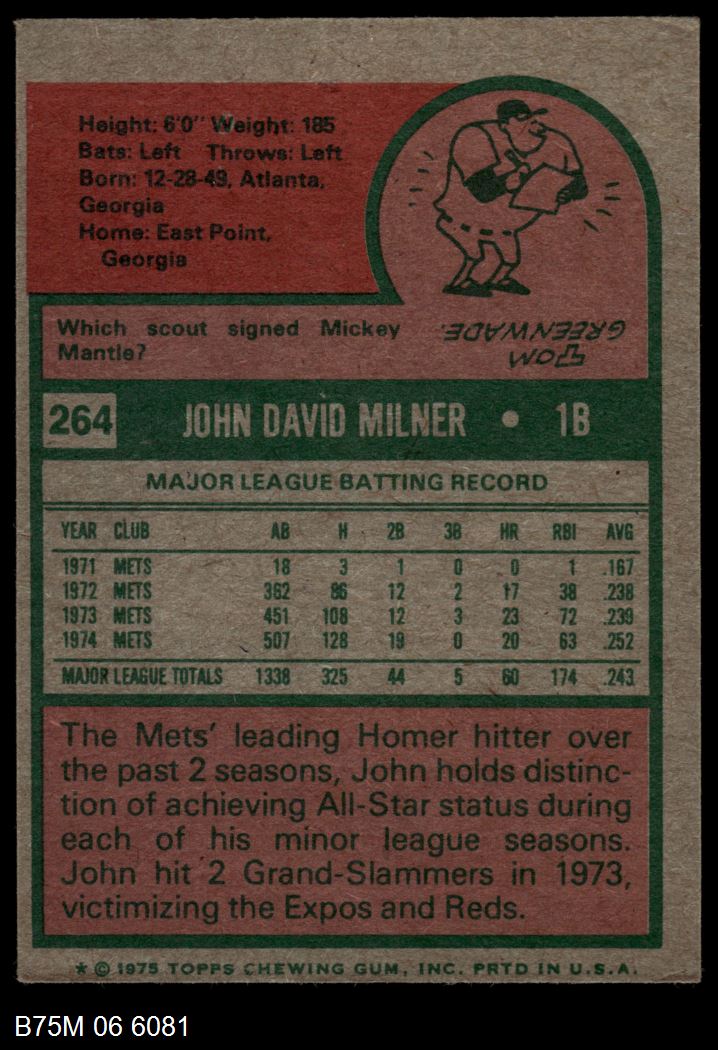 Height: 6'0" Weight: 185
Bats: Left Throws: Left
Born: 12-28-49, Atlanta,
Georgia
Home: East Point,
Georgia
Which scout signed Mickey
Mantle?
TOM
GREENWADE.
264 JOHN DAVID MILNER • 1B
MAJOR LEAGUE BATTING RECORD
YEAR CLUB AB H 2B 3B HR RBI AVG
1971 METS 18 3 1 0 0 1 .167
1972 METS 362 86 12 2 17 38 .238
1973 METS 451 108 12 3 23 72 .239
1974 METS 507 128 19 0 20 63 .252
MAJOR LEAGUE TOTALS 1338 325 44 5 60 174 .243
The Mets' leading Homer hitter over
the past 2 seasons, John holds distinc-
tion of achieving All-Star status during
each of his minor league seasons.
John hit 2 Grand-Slammers in 1973,
victimizing the Expos and Reds.
* © 1975 TOPPS CHEWING GUM, INC. PRTD IN U.S.A.
B75M 06 6081